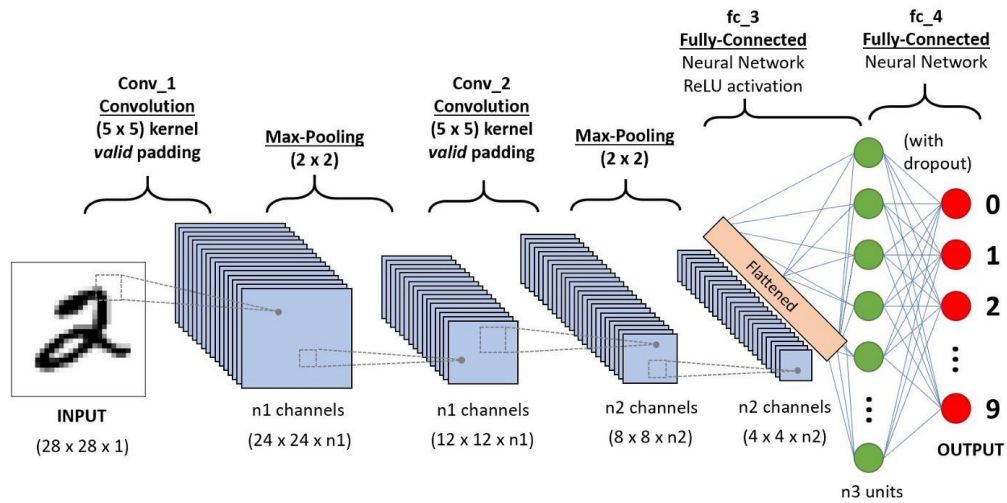 fc_3
Fully-Connected
Neural Network
ReLU activation
fc_4
Fully-Connected
Neural Network
Conv_1
Convolution
(5 x 5) kernel
valid padding
Max-Pooling
(2 x 2)
Conv_2
Convolution
(5 x 5) kernel
valid padding
Max-Pooling
(2 x 2)
(with
dropout)
Flattened
0
1
2
...
9
2
INPUT
(28 x 28 x 1)
n1 channels
(24 x 24 x n1)
n1 channels
(12 x 12 x n1)
n2 channels
(8 x 8 x n2)
n2 channels
(4 x 4 x n2)
...
n3 units
OUTPUT